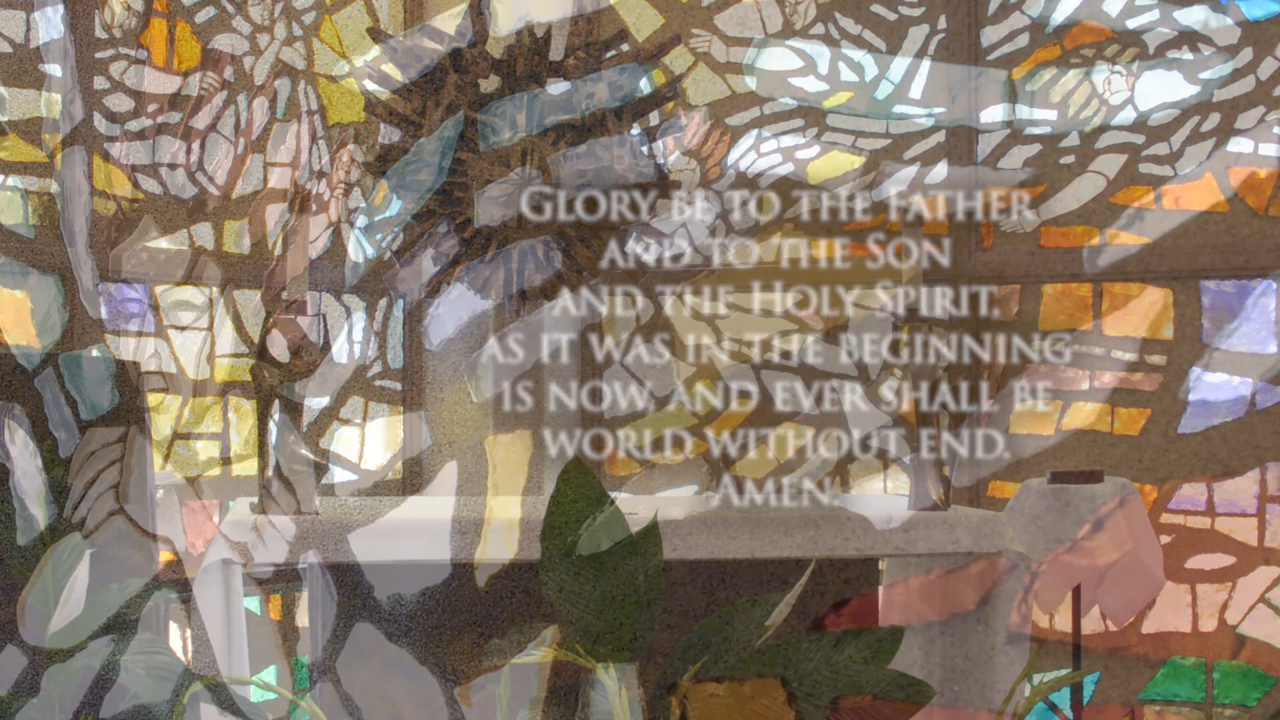 Glory be to the Father
and to the Son
and the Holy Spirit,
as it was in the beginning
is now and ever shall be
world without end.
Amen.